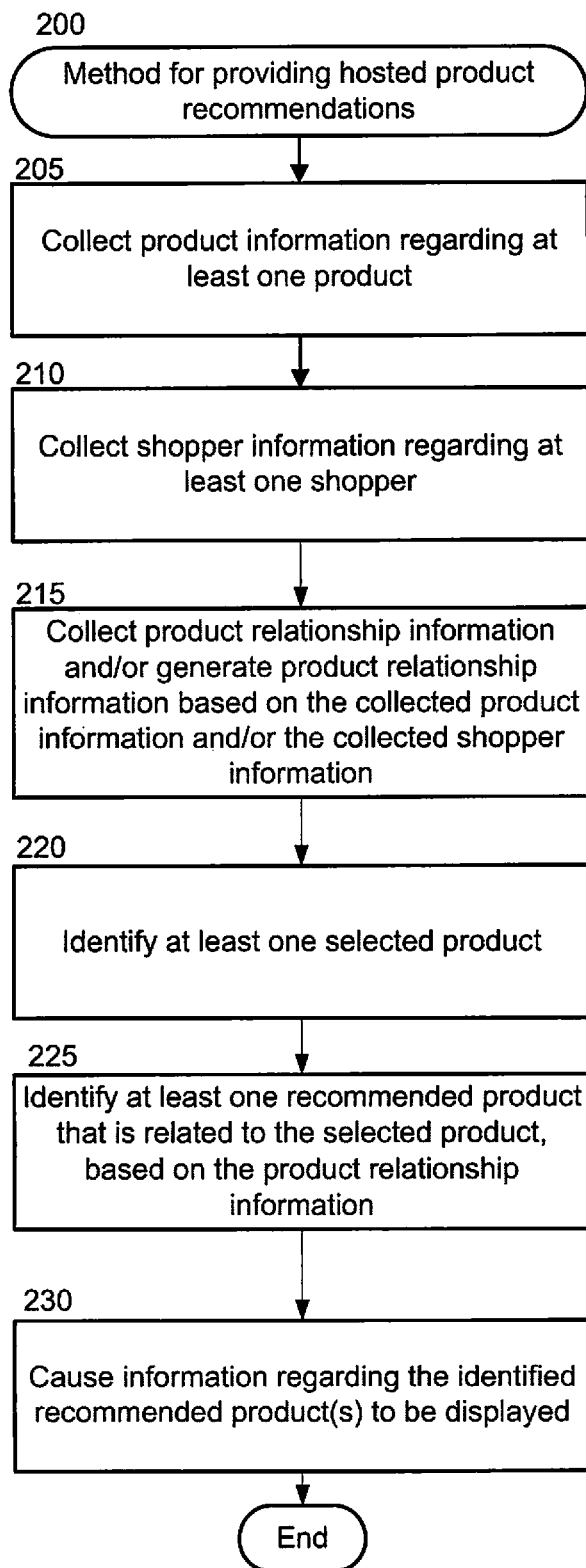 200
Method for providing hosted product
recommendations
205
Collect product information regarding at
least one product
210
Collect shopper information regarding at
least one shopper
215
Collect product relationship information
and/or generate product relationship
information based on the collected product
information and/or the collected shopper
information
220
Identify at least one selected product
225
Identify at least one recommended product
that is related to the selected product,
based on the product relationship
information
230
Cause information regarding the identified
recommended product(s) to be displayed
End